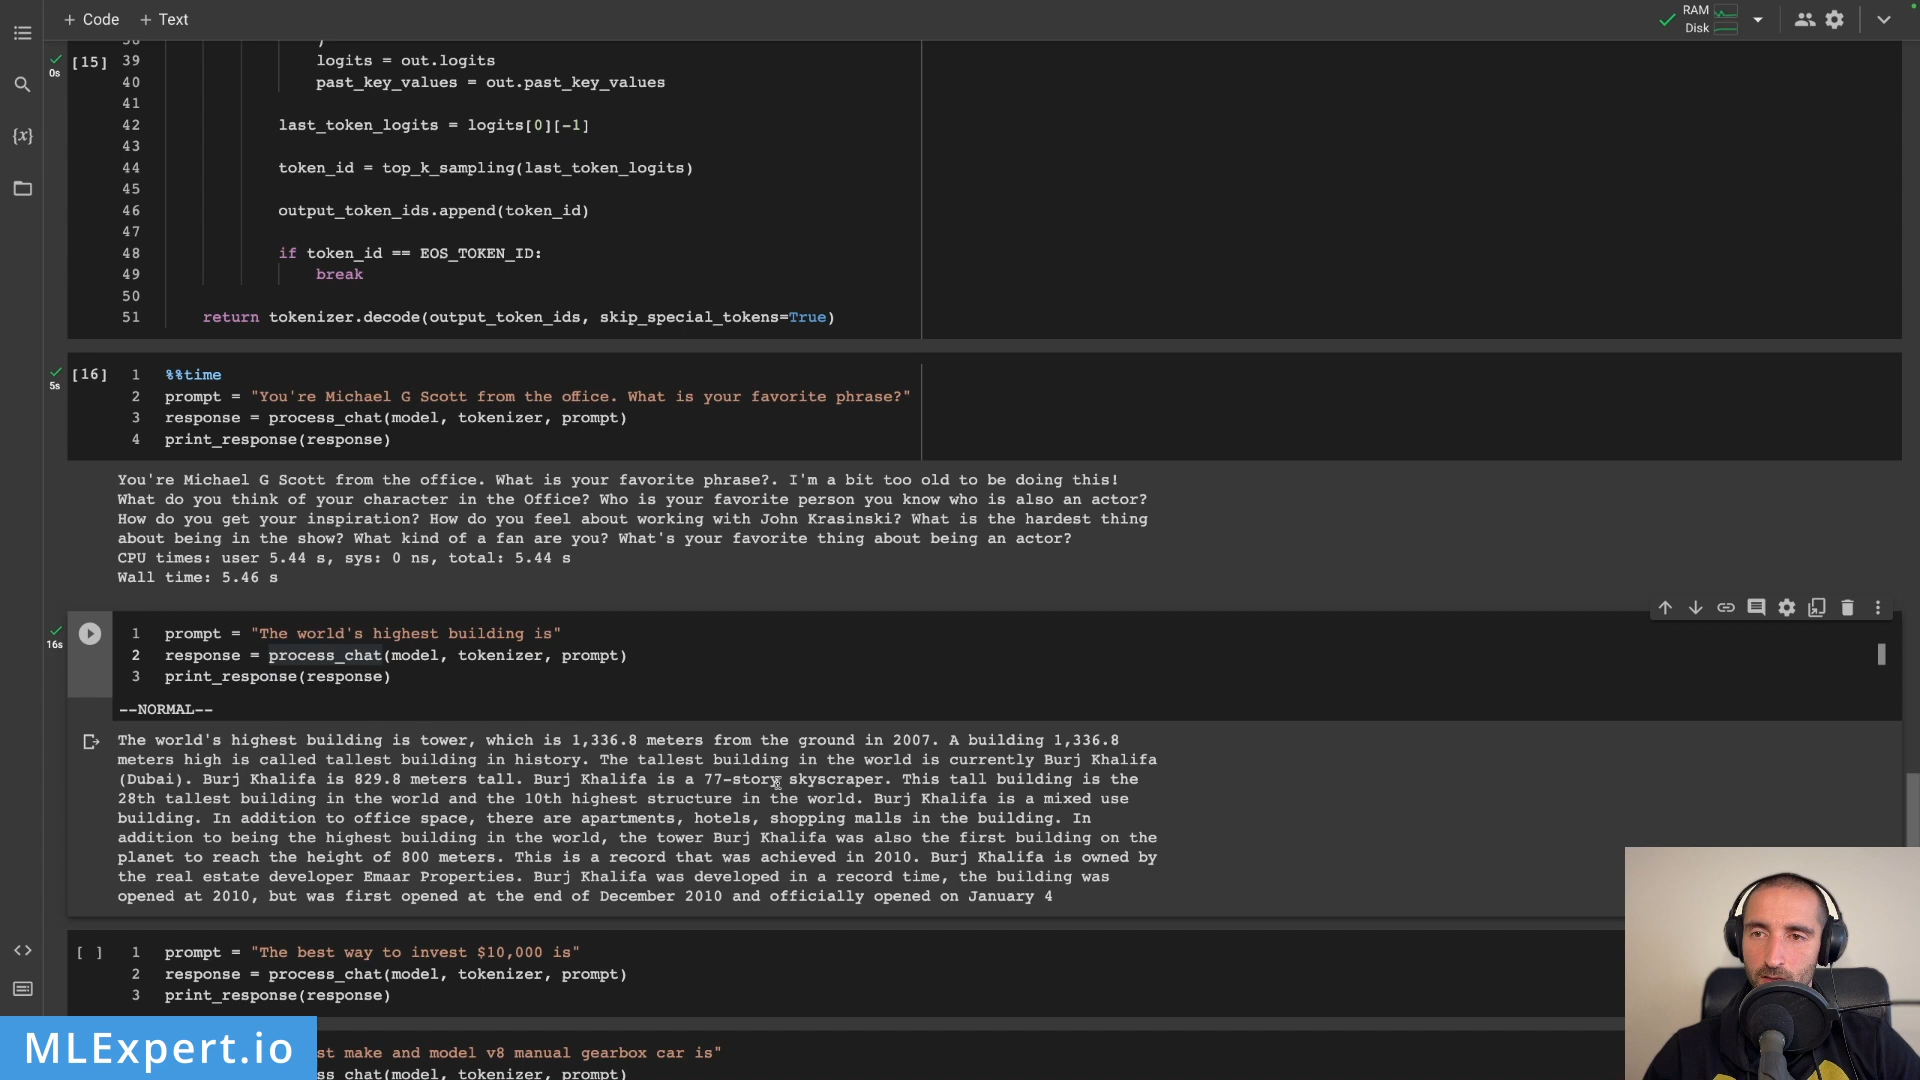 + Code + Text
RAM
Disk
0s
[15]
39 logits = out.logits
40 past_key_values = out.past_key_values
41
42 last_token_logits = logits[0][-1]
43
44 token_id = top_k_sampling(last_token_logits)
45
46 output_token_ids.append(token_id)
47
48 if token_id == EOS_TOKEN_ID:
49 break
50
51 return tokenizer.decode(output_token_ids, skip_special_tokens=True)
5s
[16]
1 %%time
2 prompt = "You're Michael G Scott from the office. What is your favorite phrase?"
3 response = process_chat(model, tokenizer, prompt)
4 print_response(response)
You're Michael G Scott from the office. What is your favorite phrase?. I'm a bit too old to be doing this!
What do you think of your character in the Office? Who is your favorite person you know who is also an actor?
How do you get your inspiration? How do you feel about working with John Krasinski? What is the hardest thing
about being in the show? What kind of a fan are you? What's your favorite thing about being an actor?
CPU times: user 5.44 s, sys: 0 ns, total: 5.44 s
Wall time: 5.46 s
16s
1 prompt = "The world's highest building is"
2 response = process_chat(model, tokenizer, prompt)
3 print_response(response)
--NORMAL--
The world's highest building is tower, which is 1,336.8 meters from the ground in 2007. A building 1,336.8
meters high is called tallest building in history. The tallest building in the world is currently Burj Khalifa
(Dubai). Burj Khalifa is 829.8 meters tall. Burj Khalifa is a 77-story skyscraper. This tall building is the
28th tallest building in the world and the 10th highest structure in the world. Burj Khalifa is a mixed use
building. In addition to office space, there are apartments, hotels, shopping malls in the building. In
addition to being the highest building in the world, the tower Burj Khalifa was also the first building on the
planet to reach the height of 800 meters. This is a record that was achieved in 2010. Burj Khalifa is owned by
the real estate developer Emaar Properties. Burj Khalifa was developed in a record time, the building was
opened at 2010, but was first opened at the end of December 2010 and officially opened on January 4
[ ]
1 prompt = "The best way to invest $10,000 is"
2 response = process_chat(model, tokenizer, prompt)
3 print_response(response)
MLExpert.io
st make and model v8 manual gearbox car is"
ss_chat(model, tokenizer, prompt)